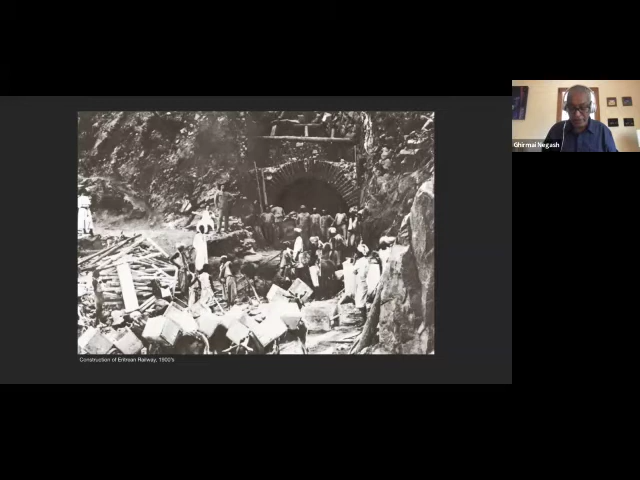 Ghirmai Negash
Construction of Eritrean Railway, 1900's